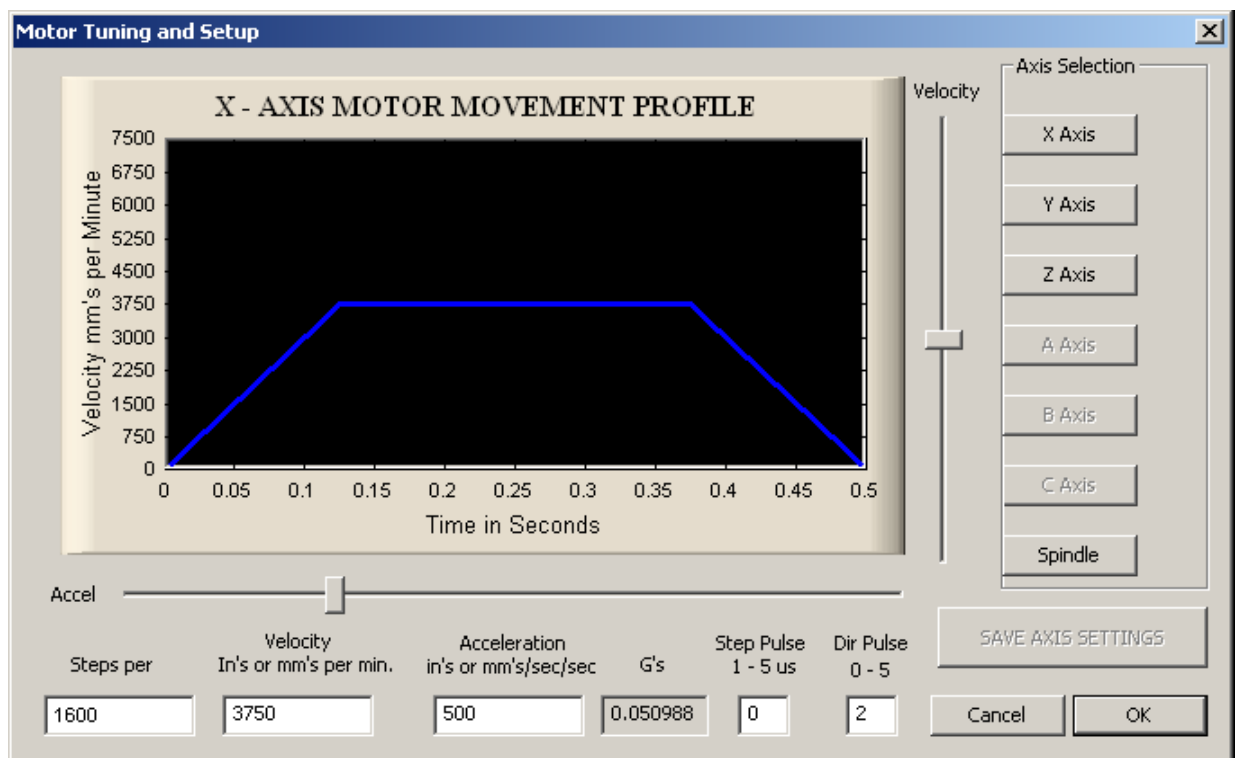 Motor Tuning and Setup
X - AXIS MOTOR MOVEMENT PROFILE
Velocity mm's per Minute
7500
6750
6000
5250
4500
3750
3000
2250
1500
750
0
0 0.05 0.1 0.15 0.2 0.25 0.3 0.35 0.4 0.45 0.5
Time in Seconds
Velocity
Axis Selection
X Axis
Y Axis
Z Axis
A Axis
B Axis
C Axis
Spindle
Accel
Steps per
1600
Velocity
In's or mm's per min.
3750
Acceleration
in's or mm's/sec/sec
500
G's
0.050988
Step Pulse
1 - 5 us
0
Dir Pulse
0 - 5
2
SAVE AXIS SETTINGS
Cancel
OK